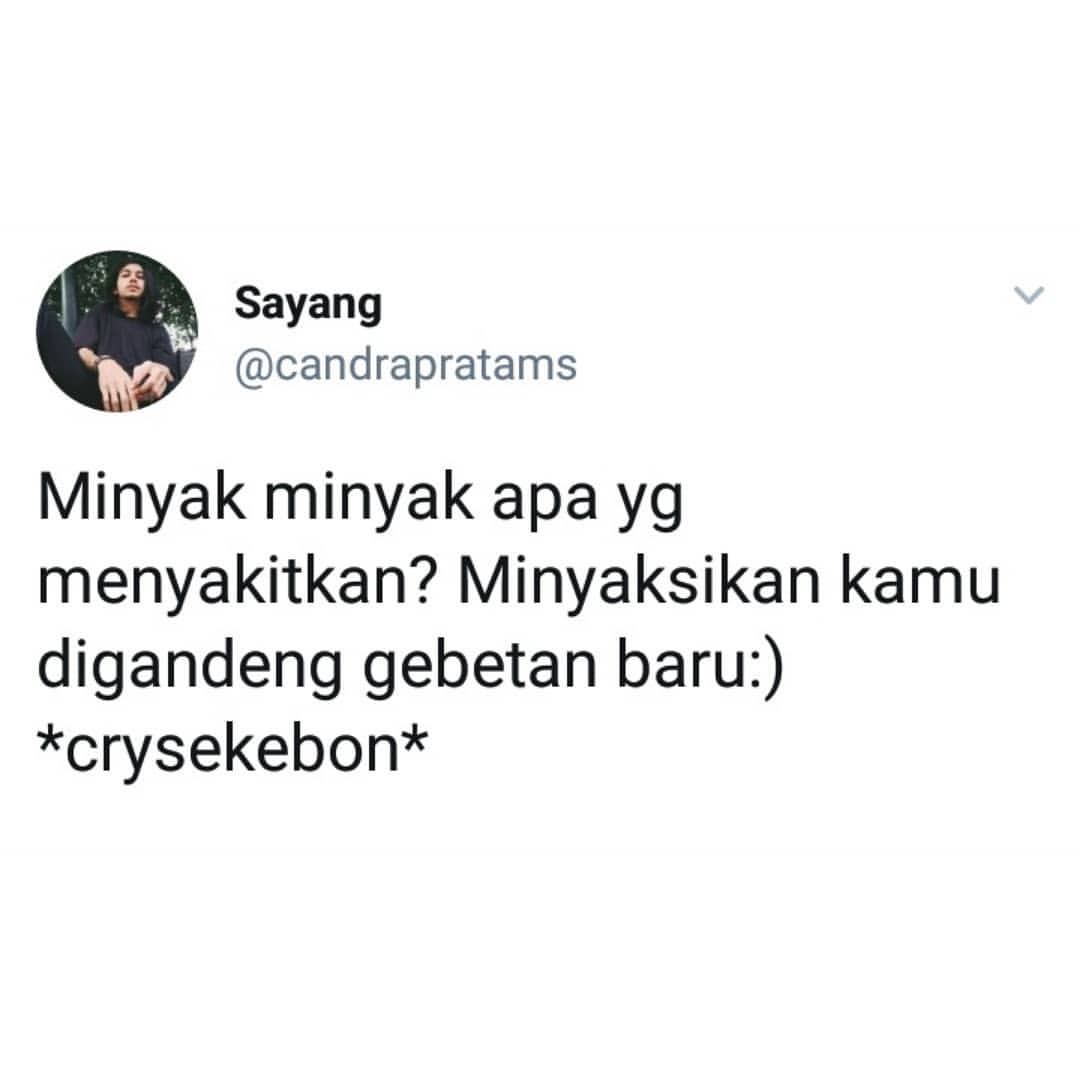 Sayang
@candrapratams
Minyak minyak apa yg
menyakitkan? Minyaksikan kamu
digandeng gebetan baru:)
*crysekebon*